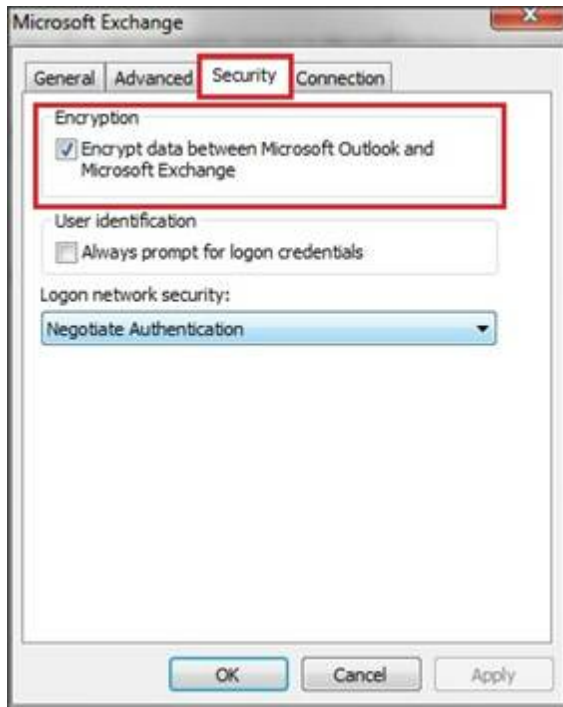 Microsoft Exchange
General Advanced Security Connection
Encryption
Encrypt data between Microsoft Outlook and
Microsoft Exchange
User identification
Always prompt for logon credentials
Logon network security:
Negotiate Authentication
OK Cancel Apply